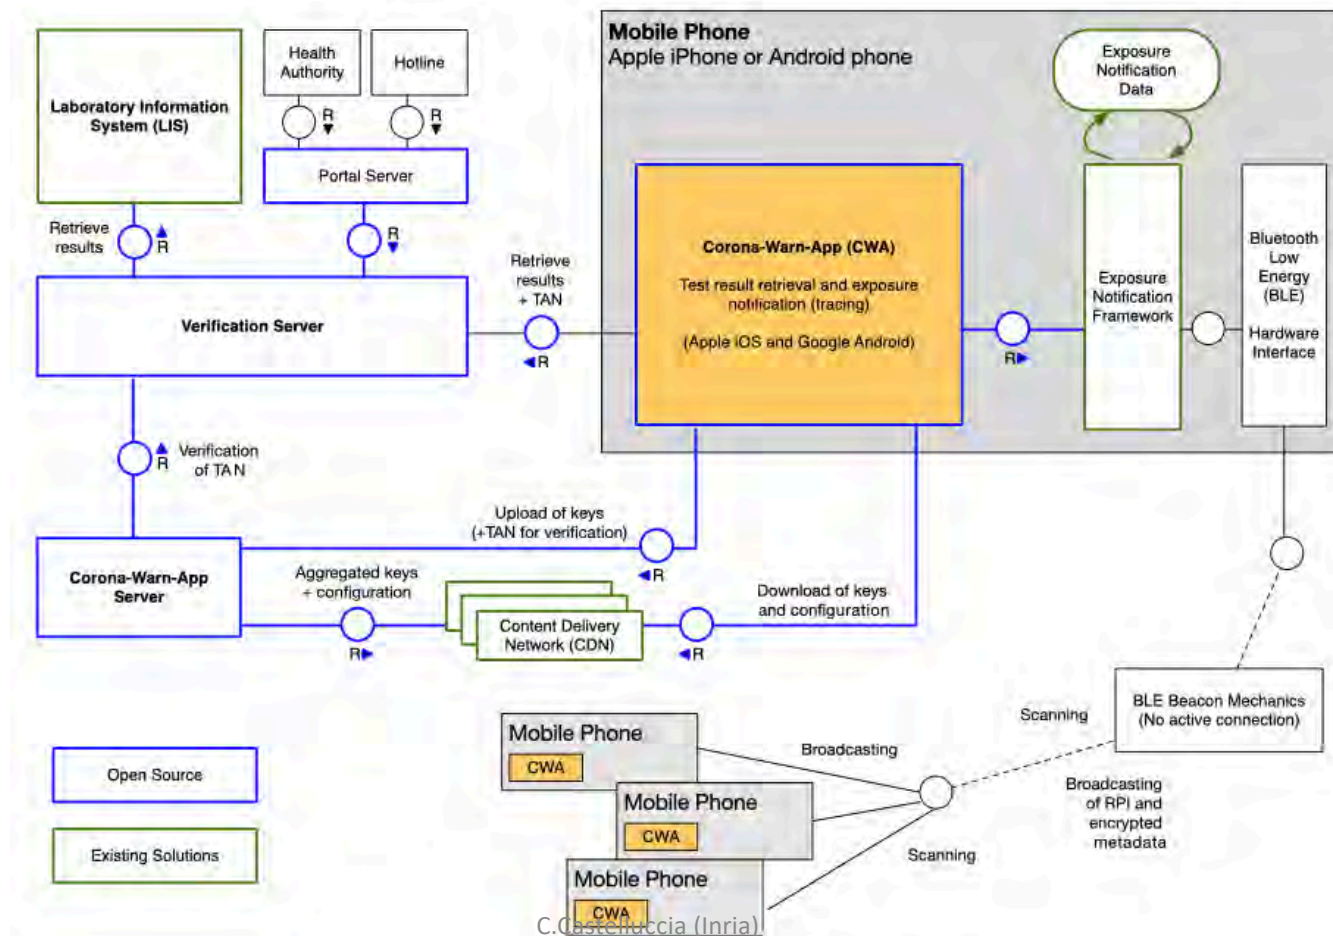 Mobile Phone
Apple iPhone or Android phone
Laboratory Information
System (LIS)
Health
Authority
Hotline
R
R
Portal Server
Exposure
Notification
Data
Retrieve
results
R
R
Retrieve
results
+ TAN
R
Verification Server
Corona-Warn-App (CWA)
Test result retrieval and exposure
notification (tracing)
(Apple iOS and Google Android)
R
Exposure
Notification
Framework
Bluetooth
Low
Energy
(BLE)
Hardware
Interface
R
Verification
of TAN
Upload of keys
(+TAN for verification)
R
Corona-Warn-App
Server
Aggregated keys
+ configuration
R
Content Delivery
Network (CDN)
Download of keys
and configuration
R
BLE Beacon Mechanics
(No active connection)
Scanning
Broadcasting
of RPI and
encrypted
metadata
Mobile Phone
CWA
Broadcasting
Mobile Phone
CWA
Scanning
Mobile Phone
CWA
Open Source
Existing Solutions
C.Castelluccia (Inria)